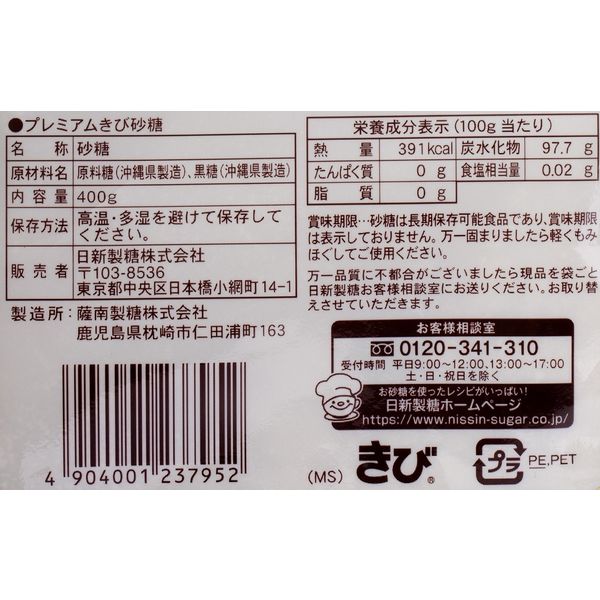 ●プレミアムきび砂糖
名称 砂糖
原材料名 原料糖(沖縄県製造)、黒糖(沖縄県製造)
内容量 400g
保存方法 高温・多湿を避けて保存して
ください。
販売者 日新製糖株式会社
〒103-8536
東京都中央区日本橋小網町14-1
製造所:薩南製糖株式会社
鹿児島県枕崎市仁田浦町163
4 904001 237952
栄養成分表示(100g当たり)
熱量 391kcal 炭水化物 97.7g
たんぱく質 0g 食塩相当量 0.02g
脂質 0g
賞味期限…砂糖は長期保存可能食品であり、賞味期限
は表示しておりません。万一固まりましたら軽くもみ
ほぐしてご使用ください。
万一品質に不都合がございましたら現品を袋ごと
日新製糖お客様相談室にお送りください。お取り替
えさせていただきます。
お客様相談室
0120-341-310
受付時間 平日9:00~12:00、13:00~17:00
土・日・祝日を除く
お砂糖を使ったレシピがいっぱい!
日新製糖ホームページ
https://www.nissin-sugar.co.jp/
(MS) きび® プラ PE,PET